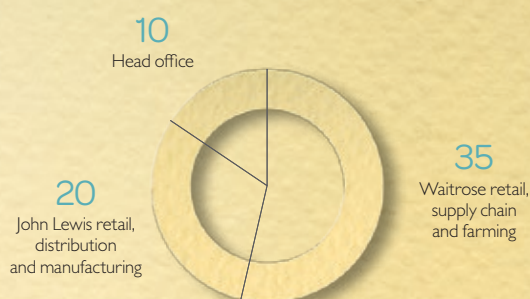 10
Head office
35
Waitrose retail,
supply chain
and farming
20
John Lewis retail,
distribution
and manufacturing